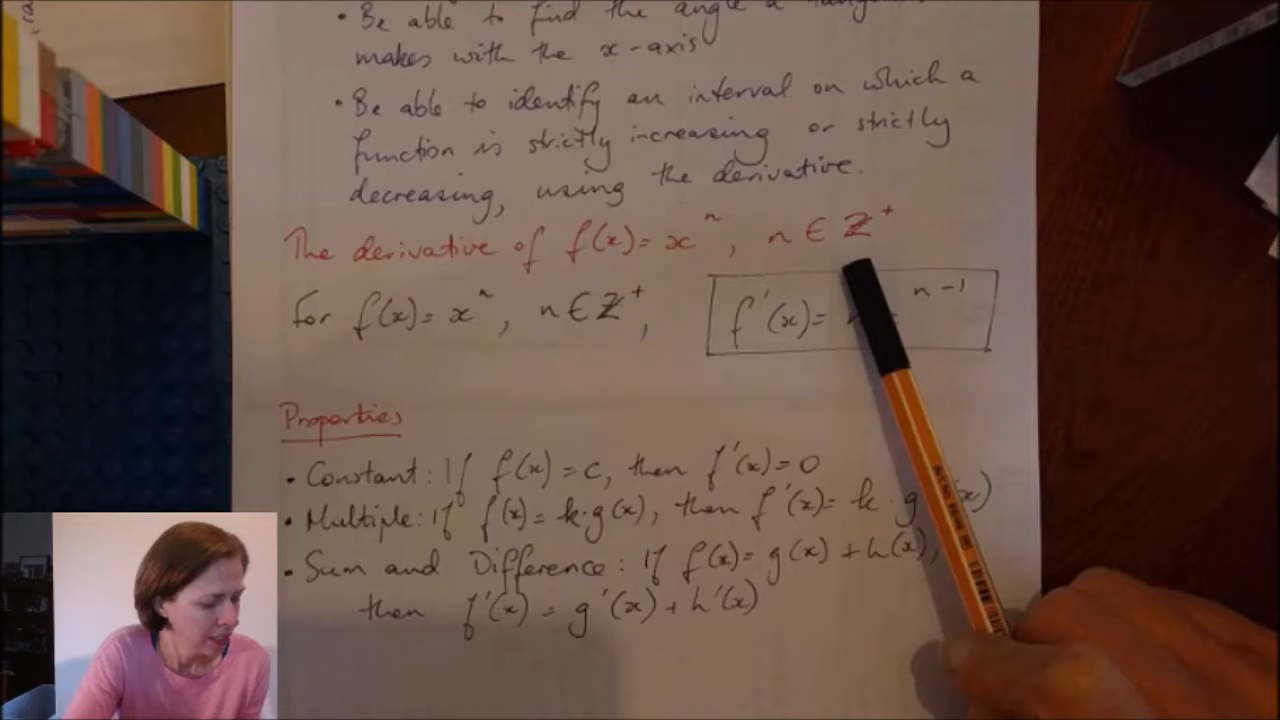 • Be able to find the angle a
makes with the x-axis
• Be able to identify an interval on which a
function is strictly increasing or strictly
decreasing, using the derivative.
The derivative of f(x) = xⁿ, n ∈ ℤ⁺
For f(x) = xⁿ, n ∈ ℤ⁺, f'(x) = n-1
Properties
• Constant: If f(x) = c, then f'(x) = 0
• Multiple: If f(x) = k·g(x), then f'(x) = k·g (x)
• Sum and Difference: If f(x) = g(x) + h(x),
then f'(x) = g'(x) + h'(x)